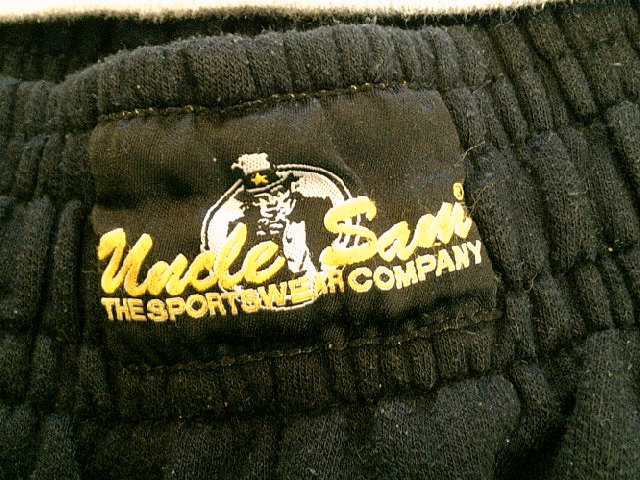 Uncle Sam®
THE SPORTSWEAR COMPANY